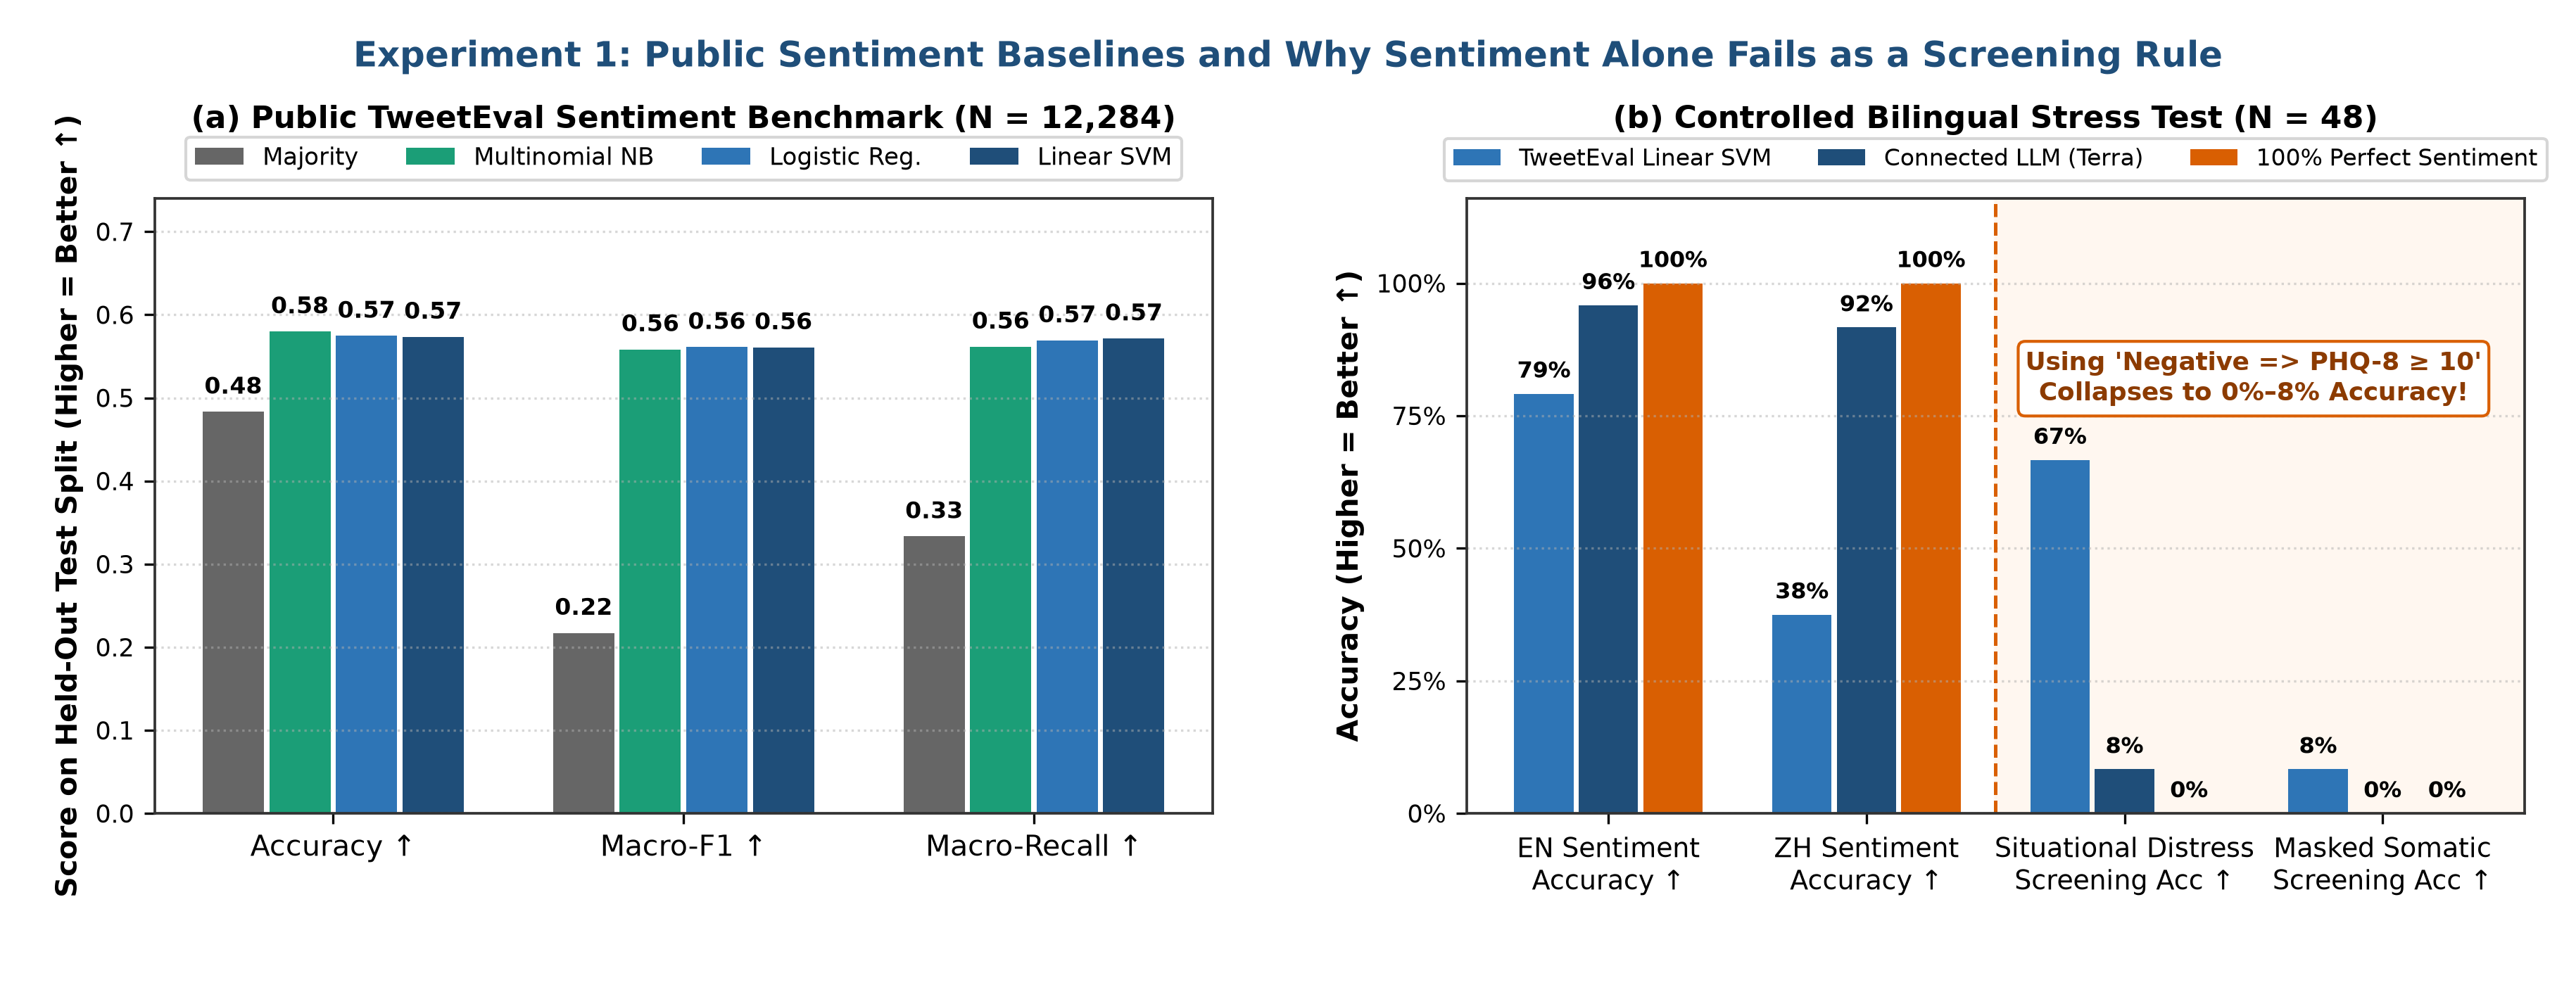 Experiment 1: Public Sentiment Baselines and Why Sentiment Alone Fails as a Screening Rule
(a) Public TweetEval Sentiment Benchmark (N = 12,284)
Majority
Multinomial NB
Logistic Reg.
Linear SVM
Score on Held-Out Test Split (Higher = Better ↑)
0.7
0.6
0.5
0.4
0.3
0.2
0.1
0.0
0.48
0.58
0.57
0.57
0.22
0.56
0.56
0.56
0.33
0.56
0.57
0.57
Accuracy ↑
Macro-F1 ↑
Macro-Recall ↑
(b) Controlled Bilingual Stress Test (N = 48)
TweetEval Linear SVM
Connected LLM (Terra)
100% Perfect Sentiment
Accuracy (Higher = Better ↑)
100%
75%
50%
25%
0%
79%
96%
100%
38%
92%
100%
Using 'Negative => PHQ-8 ≥ 10'
Collapses to 0%–8% Accuracy!
67%
8%
0%
8%
0%
0%
EN Sentiment
Accuracy ↑
ZH Sentiment
Accuracy ↑
Situational Distress
Screening Acc ↑
Masked Somatic
Screening Acc ↑